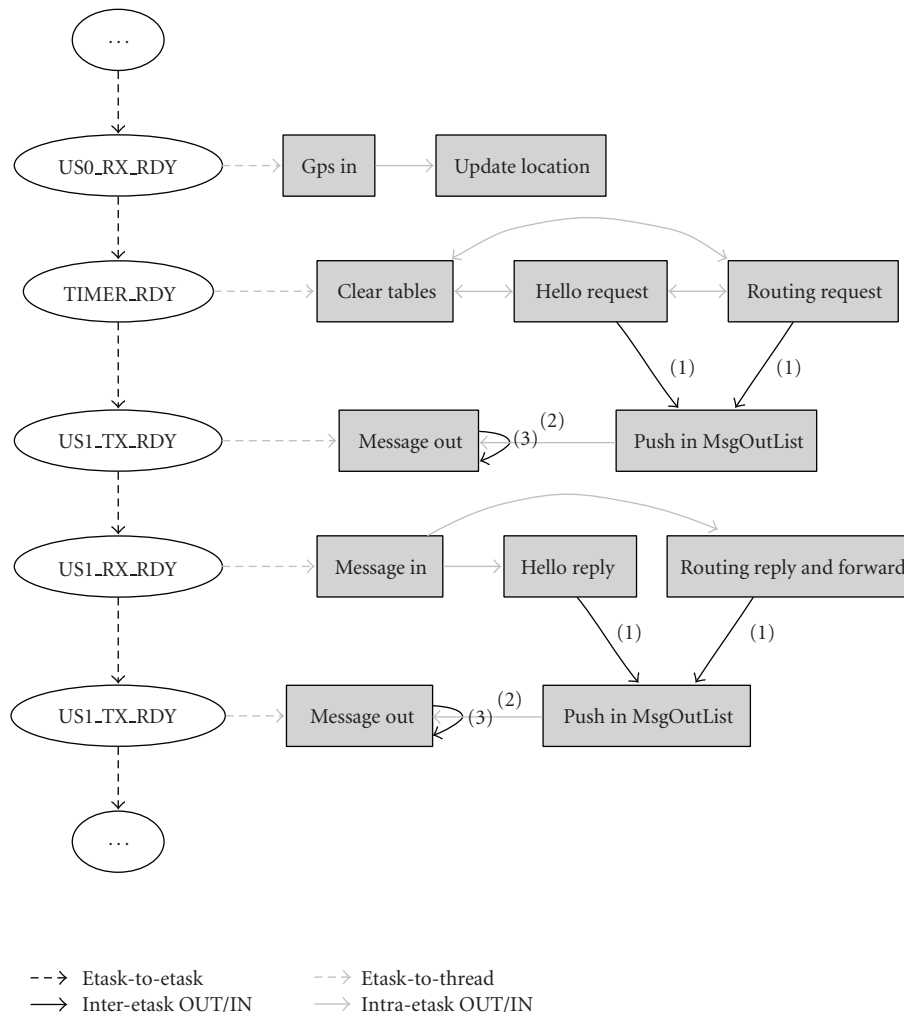 ...
US0_RX_RDY
Gps in
Update location
TIMER_RDY
Clear tables
Hello request
Routing request
(1)
(1)
US1_TX_RDY
Message out
(3)
(2)
Push in MsgOutList
US1_RX_RDY
Message in
Hello reply
Routing reply and forward
(1)
(1)
US1_TX_RDY
Message out
(3)
(2)
Push in MsgOutList
...
Etask-to-etask
Etask-to-thread
Inter-etask OUT/IN
Intra-etask OUT/IN